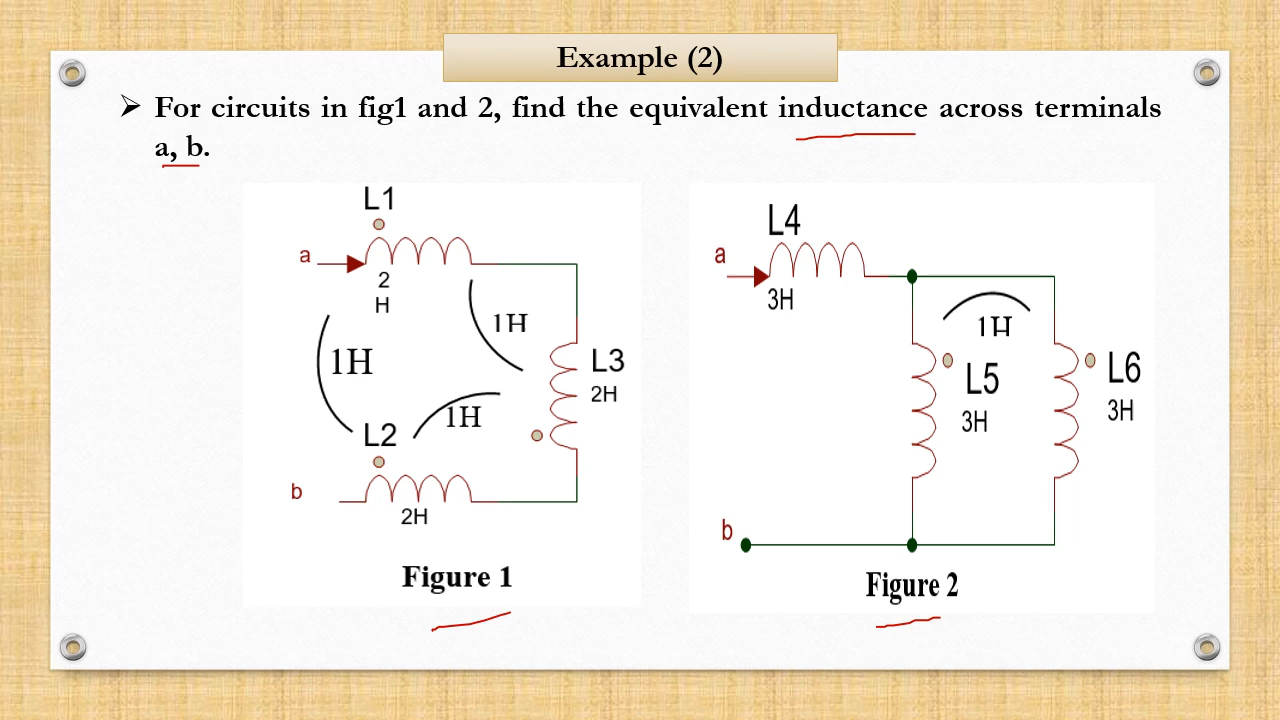 Example (2)
➢ For circuits in fig1 and 2, find the equivalent inductance across terminals
a, b.
L1
a
2
H
1H
1H
L3
2H
1H
L2
b
2H
Figure 1
L4
a
3H
1H
L5
3H
L6
3H
b
Figure 2